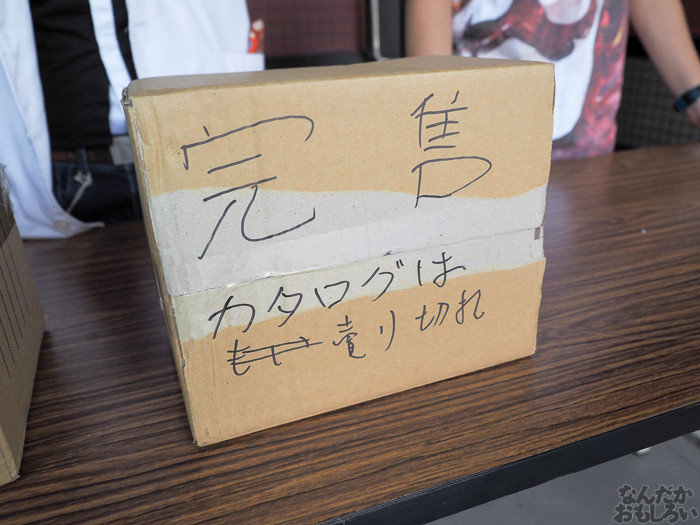 完售
カタログは
売り切れ
なんだか
おもしろい